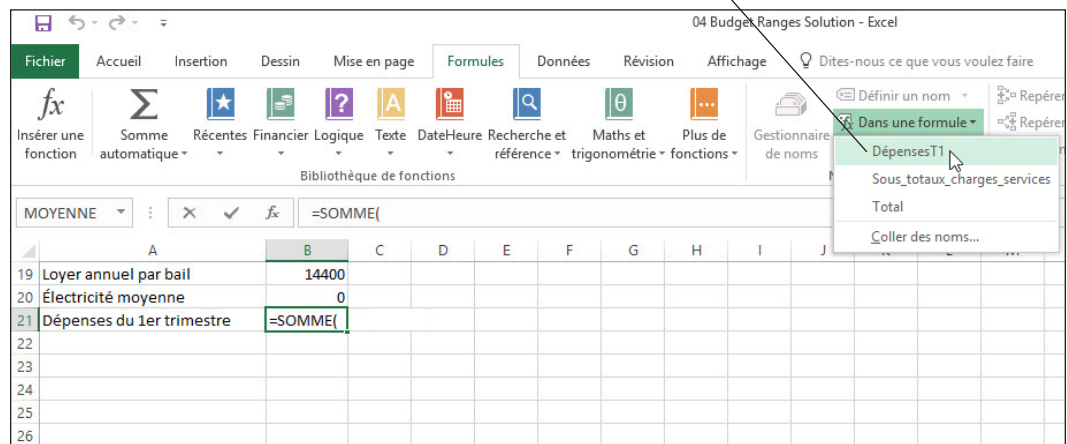 04 Budget Ranges Solution - Excel
Fichier Accueil Insertion Dessin Mise en page Formules Données Révision Affichage Dites-nous ce que vous voulez faire
fx Insérer une fonction
Σ Somme automatique
Récentes
Financier
? Logique
A Texte
DateHeure
Recherche et référence
θ Maths et trigonométrie
... Plus de fonctions
Bibliothèque de fonctions
Gestionnaire de noms
Définir un nom
Dans une formule
DépensesT1
Sous_totaux_charges_services
Total
Coller des noms...
MOYENNE fx =SOMME(
A B C D E F G H I J
19 Loyer annuel par bail 14400
20 Électricité moyenne 0
21 Dépenses du 1er trimestre =SOMME(
22
23
24
25
26